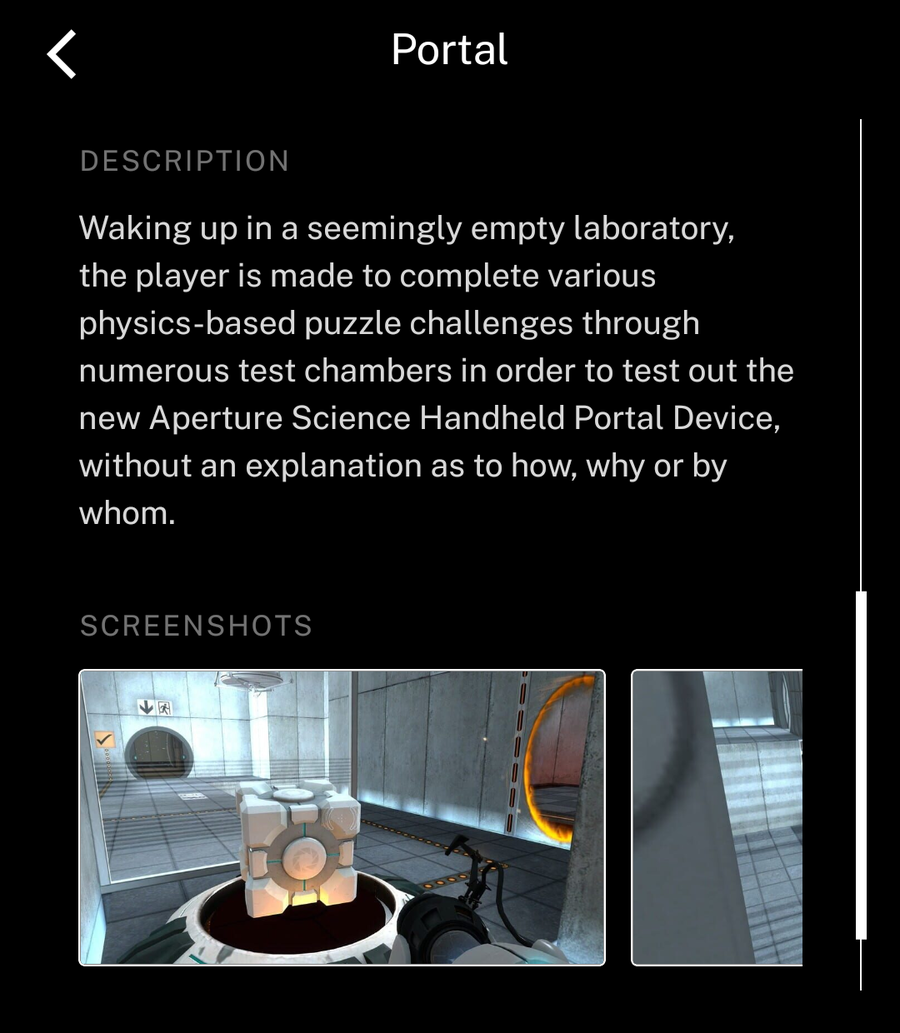 Portal
DESCRIPTION
Waking up in a seemingly empty laboratory,
the player is made to complete various
physics-based puzzle challenges through
numerous test chambers in order to test out the
new Aperture Science Handheld Portal Device,
without an explanation as to how, why or by
whom.
SCREENSHOTS